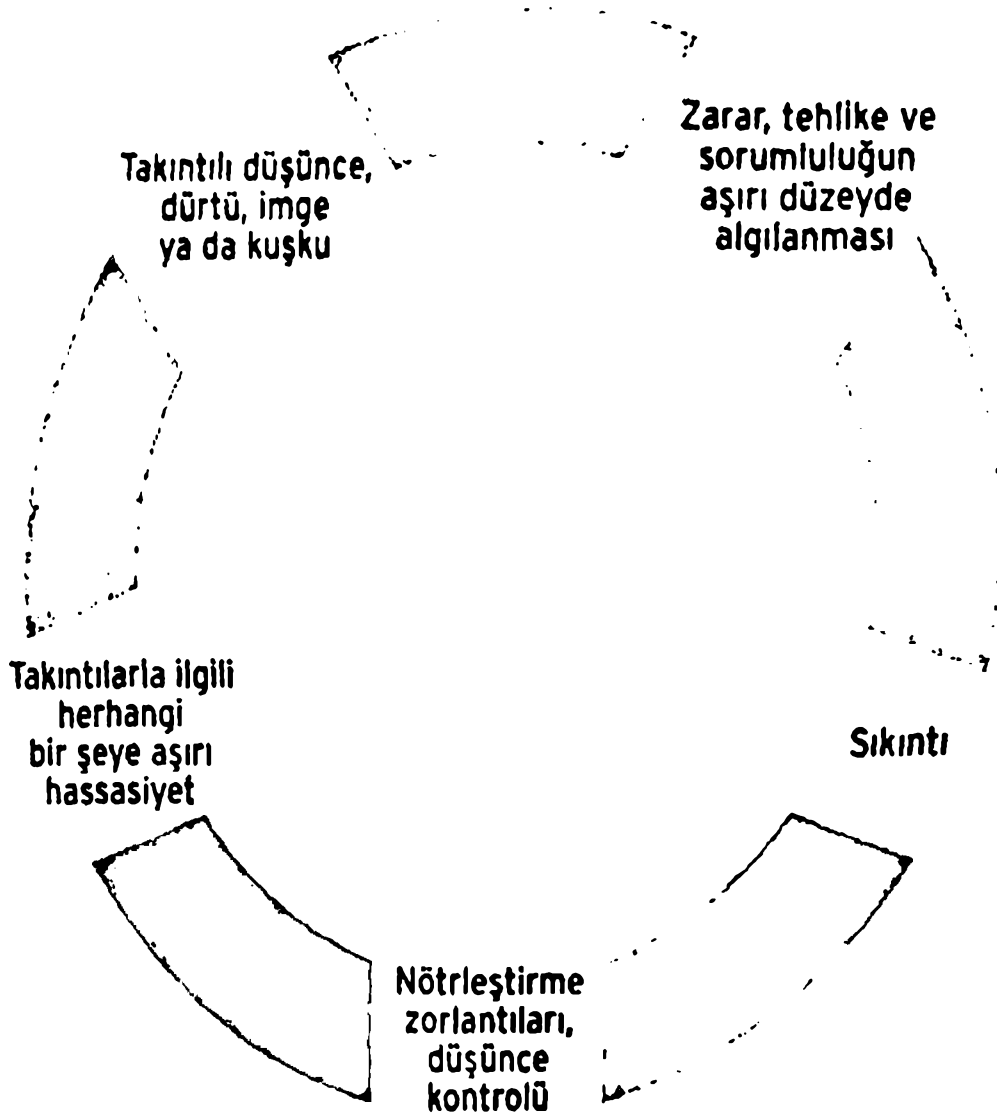 Takıntılı düşünce,
dürtü, imge
ya da kuşku
Zarar, tehlike ve
sorumluluğun
aşırı düzeyde
algılanması
Sıkıntı
Nötrleştirme
zorlantıları,
düşünce
kontrolü
Takıntılarla ilgili
herhangi
bir şeye aşırı
hassasiyet